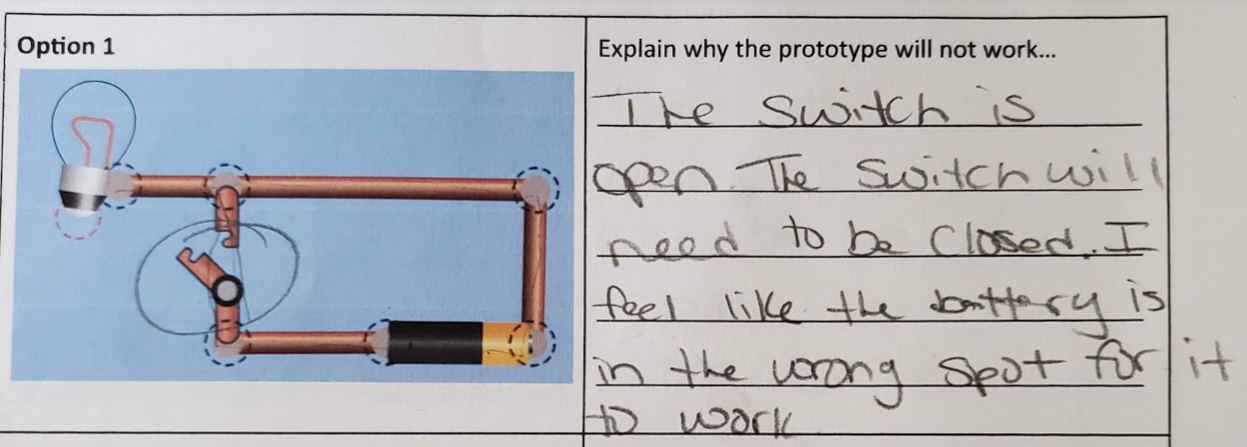 Option 1
Explain why the prototype will not work...
The switch is
open. The switch will
need to be closed. I
feel like the battery is
in the wrong spot for it
to work